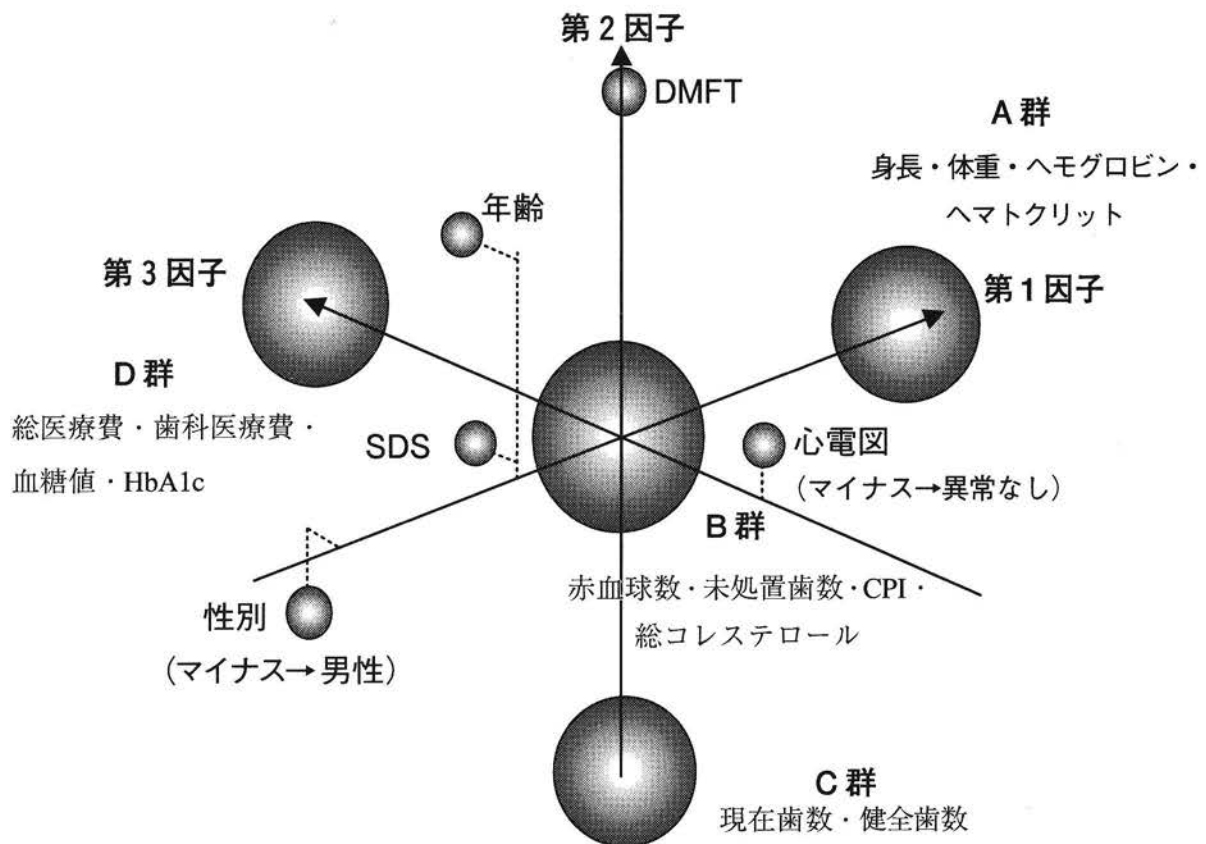 第2因子
DMFT
A群
身長・体重・ヘモグロビン・
ヘマトクリット
年齢
第3因子
第1因子
D群
総医療費・歯科医療費・
血糖値・HbA1c
SDS
心電図
(マイナス→異常なし)
B群
赤血球数・未処置歯数・CPI・
総コレステロール
性別
(マイナス→男性)
C群
現在歯数・健全歯数